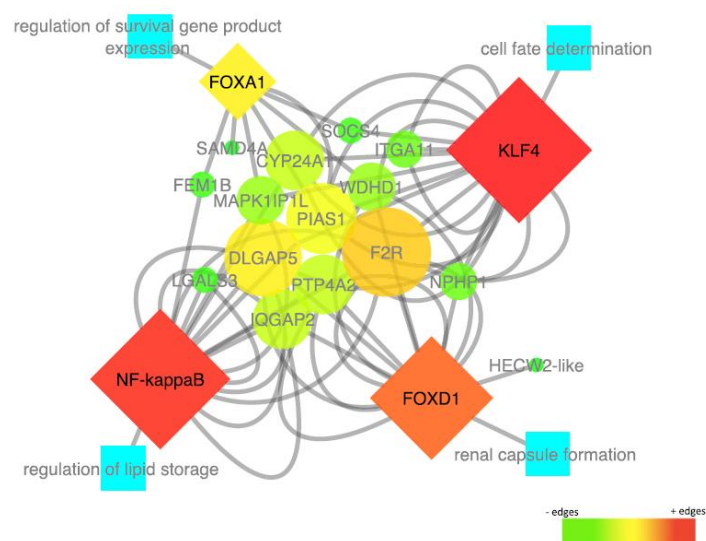 regulation of survival gene product
expression
cell fate determination
FOXA1
SOCS4
SAMD4A
CYP24A1
ITGA11
KLF4
FEM1B
MAPK1IP1L
WDHD1
PIAS1
DLGAP5
F2R
LGALS3
PTP4A2
NPHP1
IQGAP2
HECW2-like
NF-kappaB
FOXD1
regulation of lipid storage
renal capsule formation
- edges
+ edges